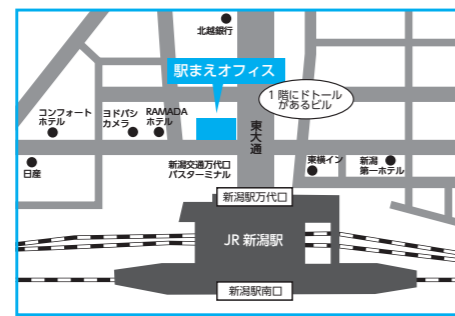 北越銀行
駅まえオフィス
1階にドトール
があるビル
コンフォート
ホテル
ヨドバシ
カメラ
RAMADA
ホテル
東大通
日産
新潟交通万代口
バスターミナル
東横イン
新潟
第一ホテル
新潟駅万代口
JR 新潟駅
新潟駅南口